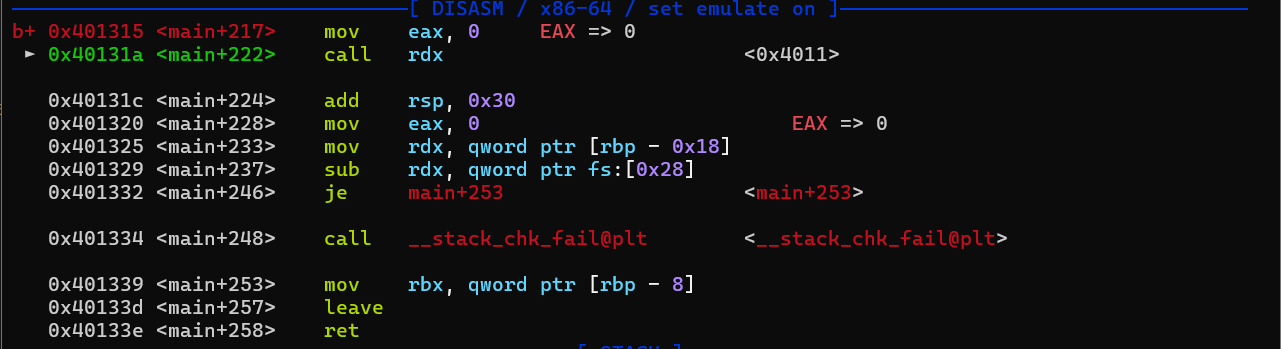 [ DISASM / x86-64 / set emulate on ]
b+ 0x401315 <main+217> mov eax, 0 EAX => 0
► 0x40131a <main+222> call rdx <0x4011>
0x40131c <main+224> add rsp, 0x30
0x401320 <main+228> mov eax, 0 EAX => 0
0x401325 <main+233> mov rdx, qword ptr [rbp - 0x18]
0x401329 <main+237> sub rdx, qword ptr fs:[0x28]
0x401332 <main+246> je main+253 <main+253>
0x401334 <main+248> call __stack_chk_fail@plt <__stack_chk_fail@plt>
0x401339 <main+253> mov rbx, qword ptr [rbp - 8]
0x40133d <main+257> leave
0x40133e <main+258> ret
[ STACK ]